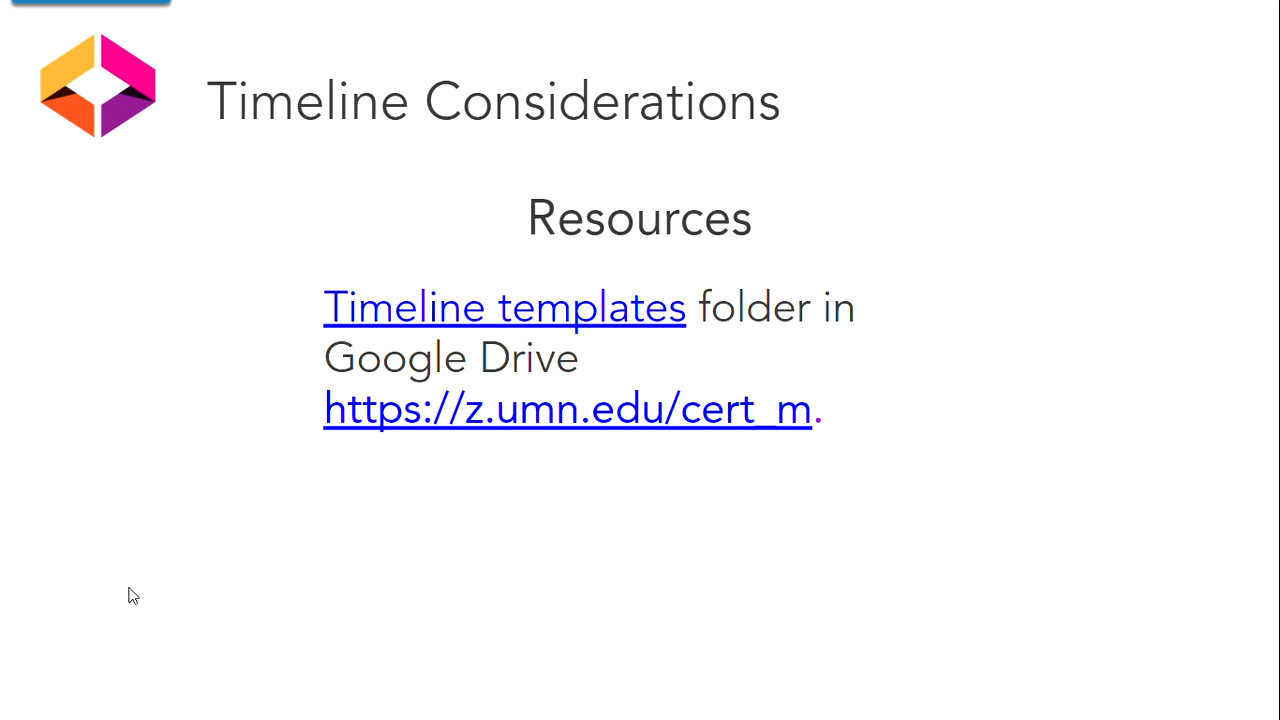 Timeline Considerations
Resources
Timeline templates folder in
Google Drive
https://z.umn.edu/cert_m.